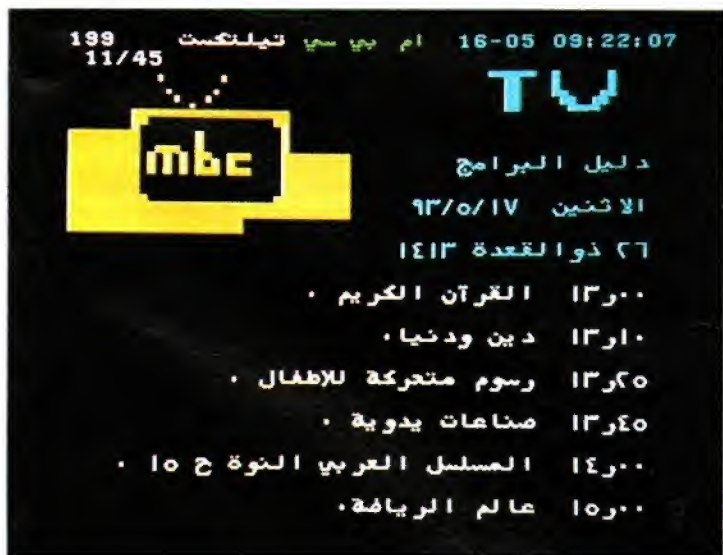 199 ام بي سي تيلتكست 16-05 09:22:07
11/45
TV
mbc
دليل البرامج
الاثنين ٩٣/٥/١٧
٢٦ ذو القعدة ١٤١٣
١٣٫٠٠ القرآن الكريم .
١٣٫١٠ دين ودنيا.
١٣٫٢٥ رسوم متحركة للاطفال .
١٣٫٤٥ صناعات يدوية .
١٤٫٠٠ المسلسل العربي النوة ح ١٥ .
١٥٫٠٠ عالم الرياضة.